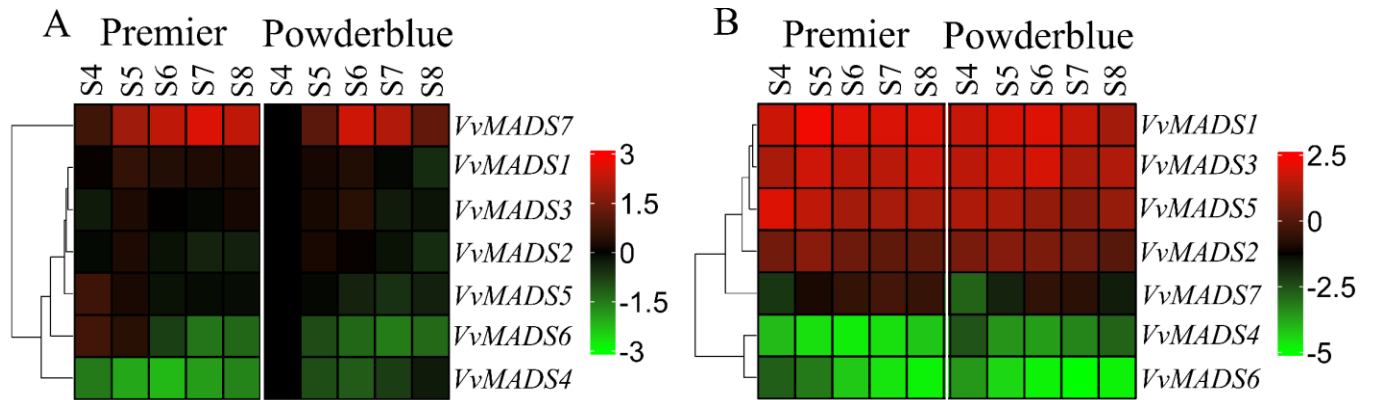 A
Premier Powderblue
S4 S5 S6 S7 S8 S4 S5 S6 S7 S8
VvMADS7
VvMADS1
VvMADS3
VvMADS2
VvMADS5
VvMADS6
VvMADS4
3
1.5
0
-1.5
-3
B
Premier Powderblue
S4 S5 S6 S7 S8 S4 S5 S6 S7 S8
VvMADS1
VvMADS3
VvMADS5
VvMADS2
VvMADS7
VvMADS4
VvMADS6
2.5
0
-2.5
-5